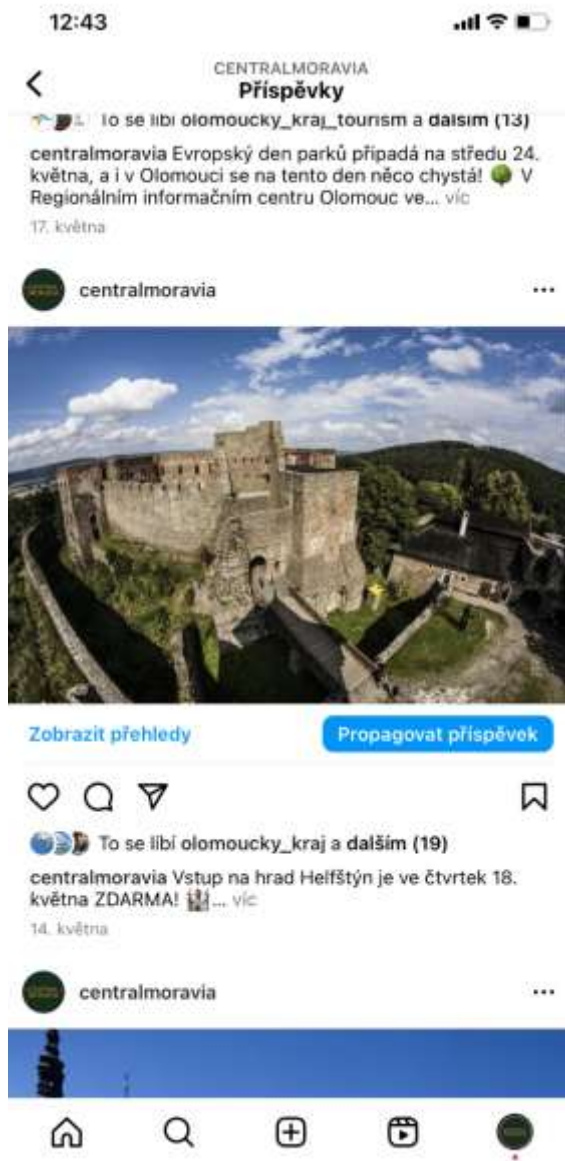 12:43
CENTRALMORAVIA
Příspěvky
To se líbí olomoucky_kraj_tourism a dalším (13)
centralmoravia Evropský den parků připadá na středu 24.
května, a i v Olomouci se na tento den něco chystá! 🌳 V
Regionálním informačním centru Olomouc ve... víc
17. května
centralmoravia
Zobrazit přehledy
Propagovat příspěvek
To se líbí olomoucky_kraj a dalším (19)
centralmoravia Vstup na hrad Helfštýn je ve čtvrtek 18.
května ZDARMA! 🏰... víc
14. května
centralmoravia